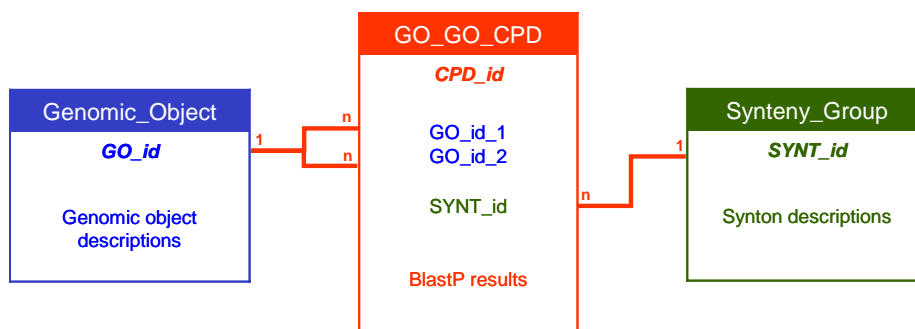 Genomic_Object
GO_id
Genomic object
descriptions
1
n
n
GO_GO_CPD
CPD_id
GO_id_1
GO_id_2
SYNT_id
BlastP results
n
1
Synteny_Group
SYNT_id
Synton descriptions